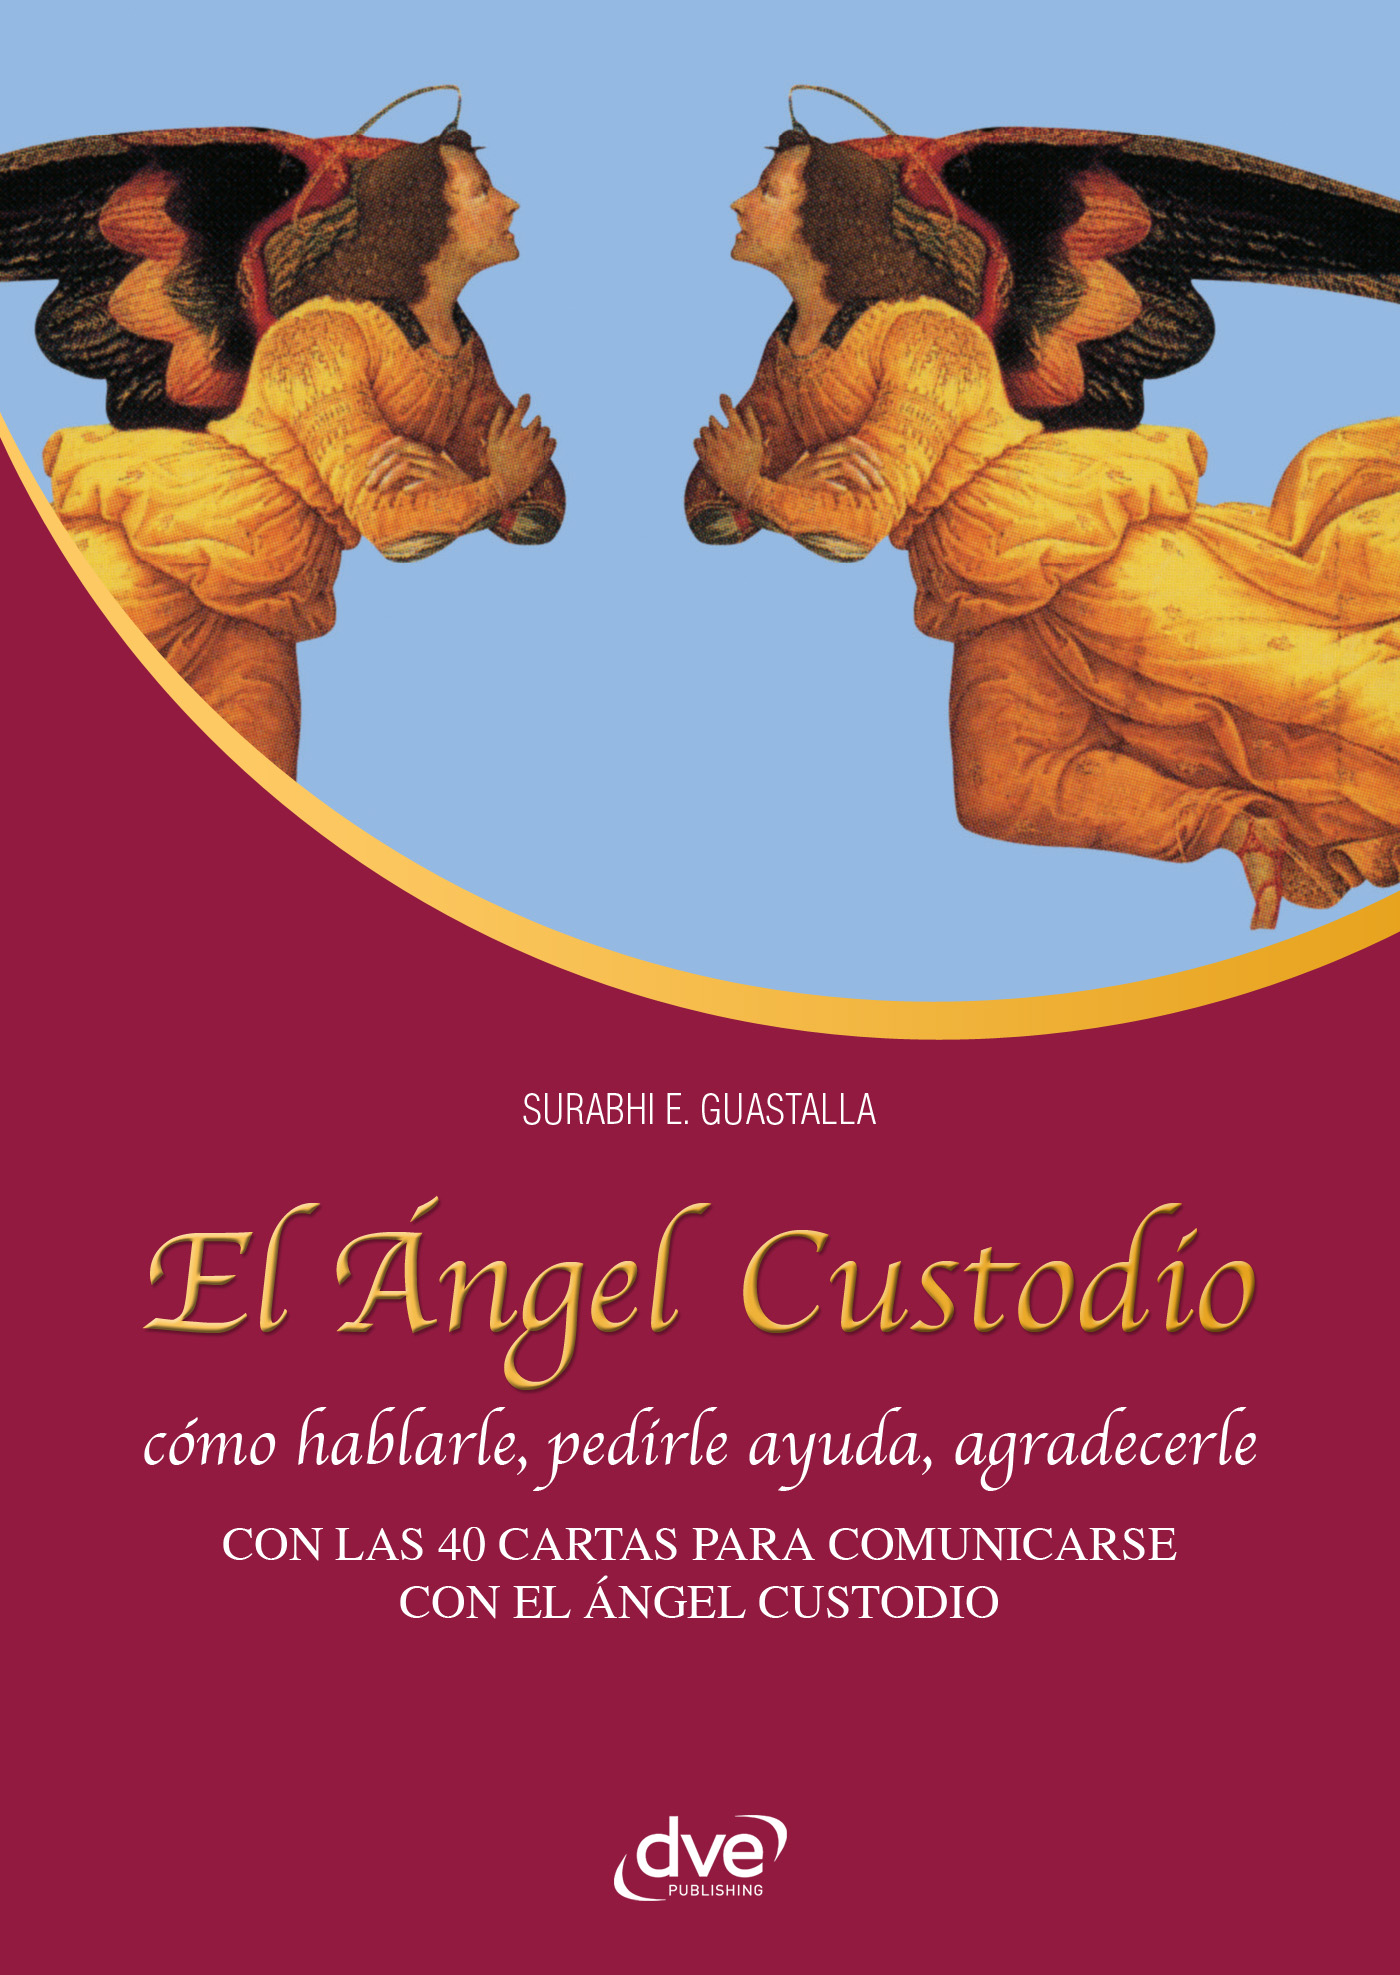 SURABHI E. GUASTALLA
El Ángel Custodio
cómo hablarle, pedirle ayuda, agradecerle
CON LAS 40 CARTAS PARA COMUNICARSE
CON EL ÁNGEL CUSTODIO
dve
PUBLISHING